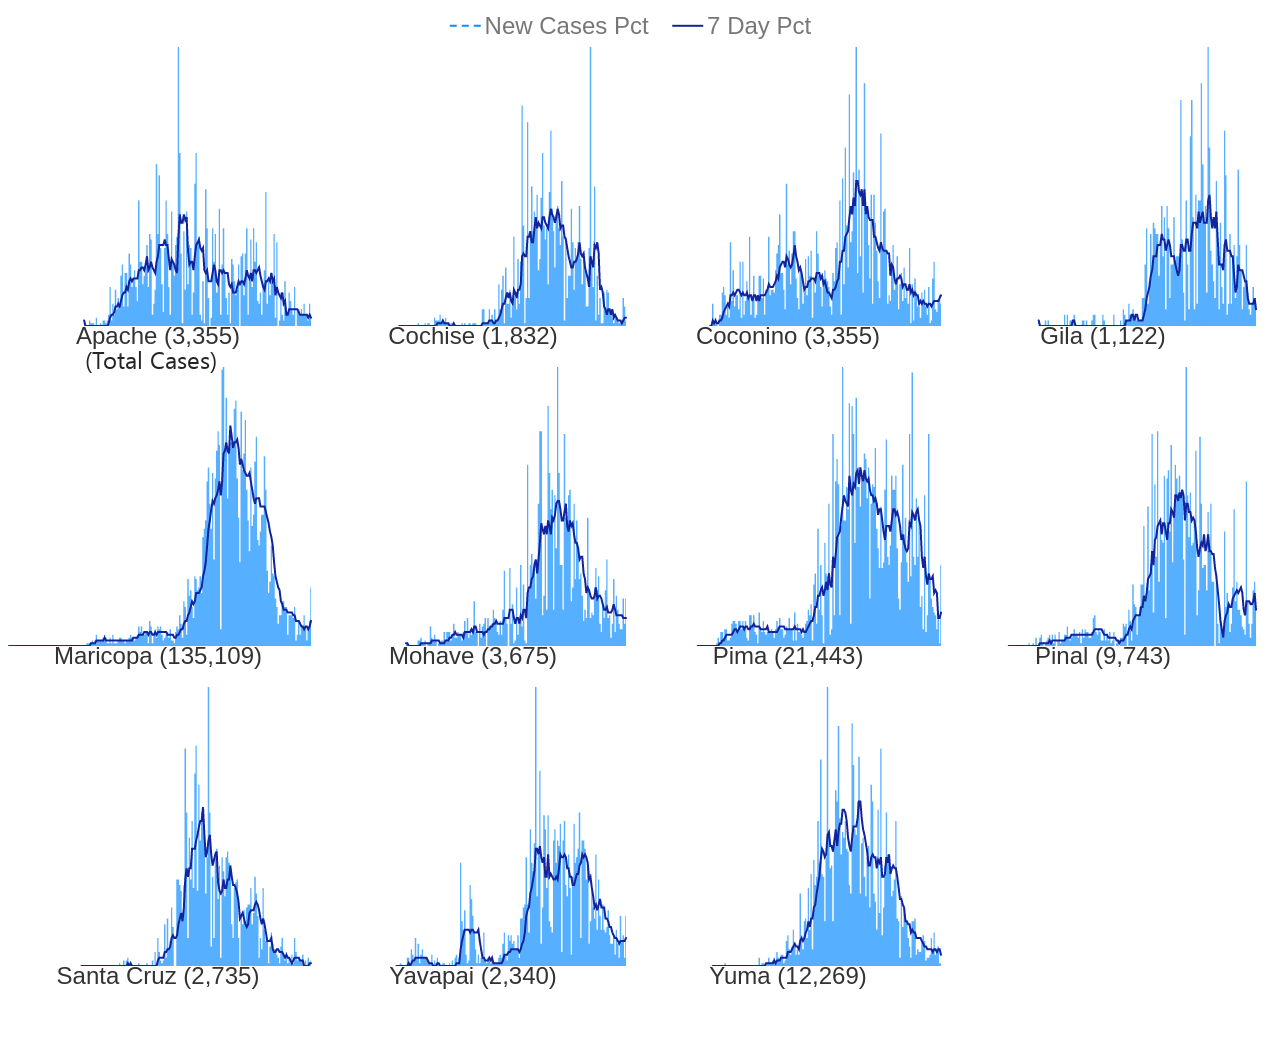 New Cases Pct 7 Day Pct
Apache (3,355) Cochise (1,832) Coconino (3,355) Gila (1,122)
(Total Cases)
Maricopa (135,109) Mohave (3,675) Pima (21,443) Pinal (9,743)
Santa Cruz (2,735) Yavapai (2,340) Yuma (12,269)